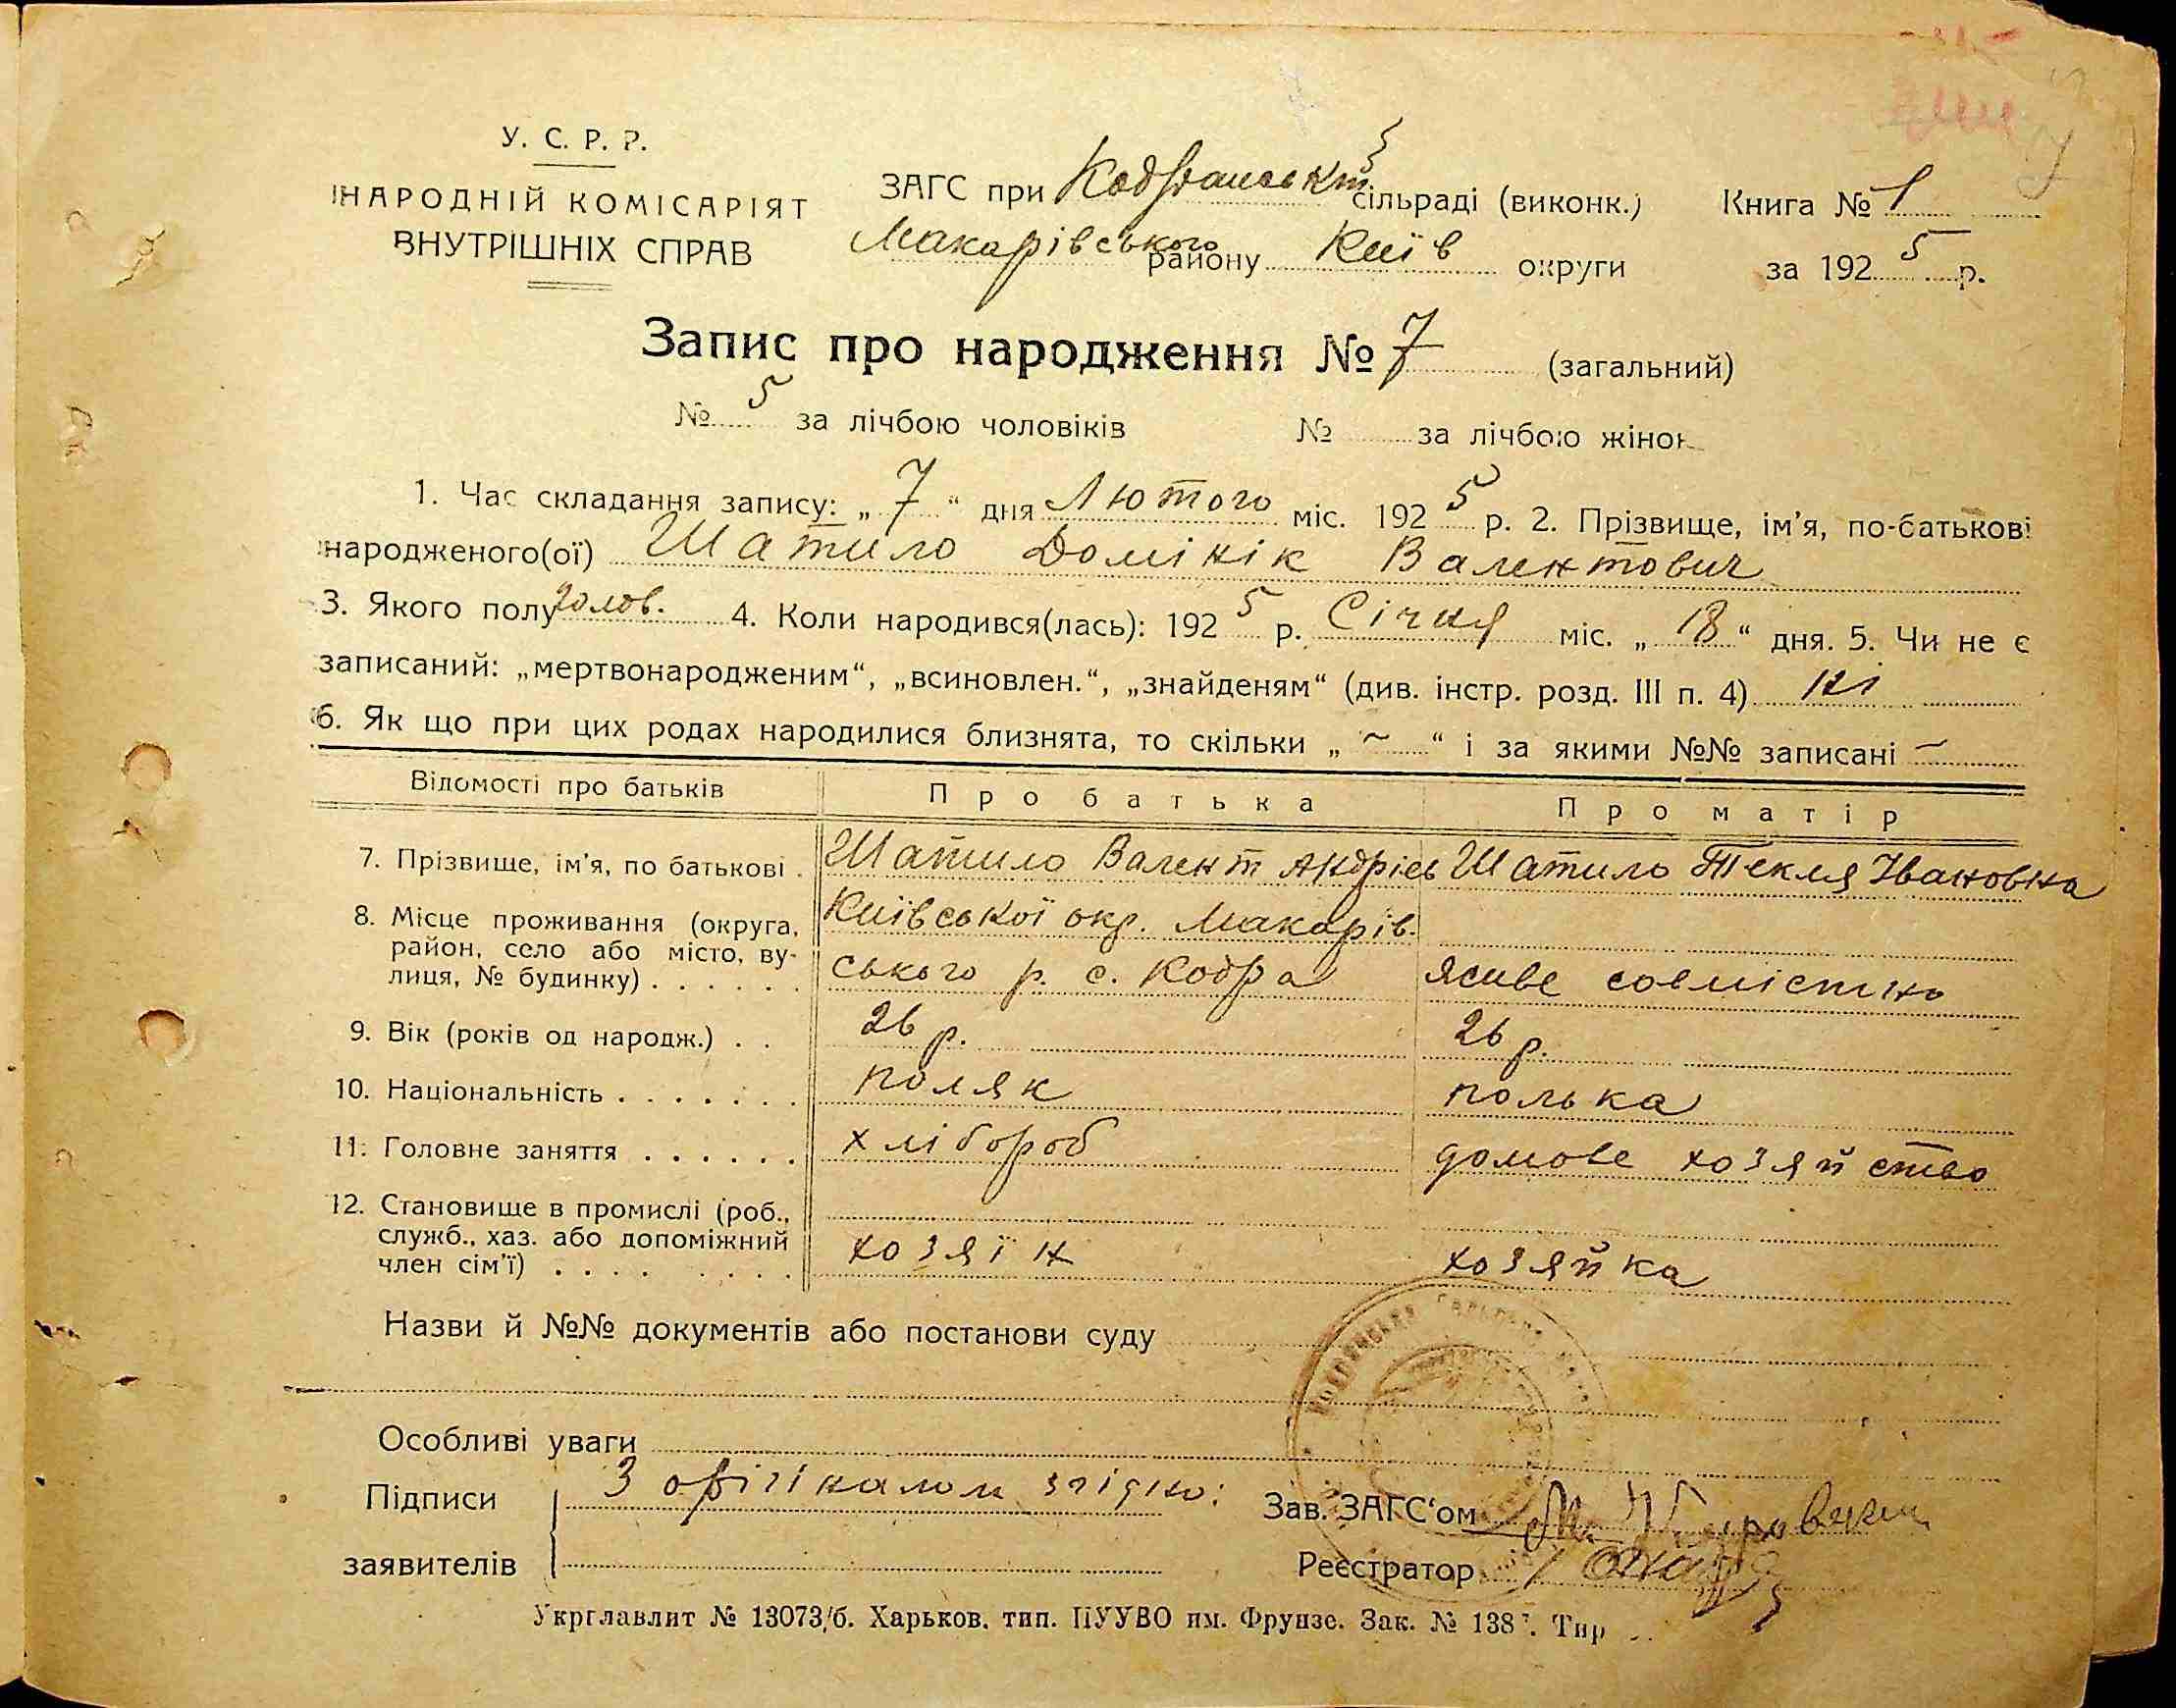 У. С. Р. Р.
НАРОДНІЙ КОМІСАРІЯТ
ВНУТРІШНІХ СПРАВ
ЗАГС при Кодрянській сільраді (виконк.)
Макарівського району Київ округи
Книга № 1
за 1925 р.
Запис про народження № 7 (загальний)
№ 5 за лічбою чоловіків № за лічбою жінок
1. Час складання запису: „7“ дня Лютого міс. 1925 р. 2. Прізвище, ім'я, по-батькові
народженого(ої) Шатило Домінік Валентович
3. Якого полу чолов. 4. Коли народився(лась): 1925 р. Січня міс. „18“ дня. 5. Чи не є
записаний: „мертвонародженим“, „всиновлен.“, „знайденям“ (див. інстр. розд. III п. 4) ні
6. Як що при цих родах народилися близнята, то скільки „ ~ “ і за якими №№ записані ~
Відомості про батьків Про батька Про матір
7. Прізвище, ім'я, по батькові . Шатило Валент Андрієв Шатило Текля Івановна
8. Місце проживання (округа, район, село або місто, вулиця, № будинку) . . . . . .
Київської окр. Макарів-
ського р. с. Кодра живе совмістно
9. Вік (років од народж.) . . 26 р. 26 р.
10. Національність . . . . . . . поляк полька
11. Головне заняття . . . . . . хлібороб домове хозяйство
12. Становище в промислі (роб.,
служб., хаз. або допоміжний
член сім'ї) . . . . . . . . хозяїн хозяйка
Назви й №№ документів або постанови суду
Особливі уваги
Підписи З орігіналом згідно:
заявителів
Зав. ЗАГС'ом
Реєстратор
Укрглавлит № 13073/б. Харьков. тип. ПУУВО им. Фрунзе. Зак. № 138